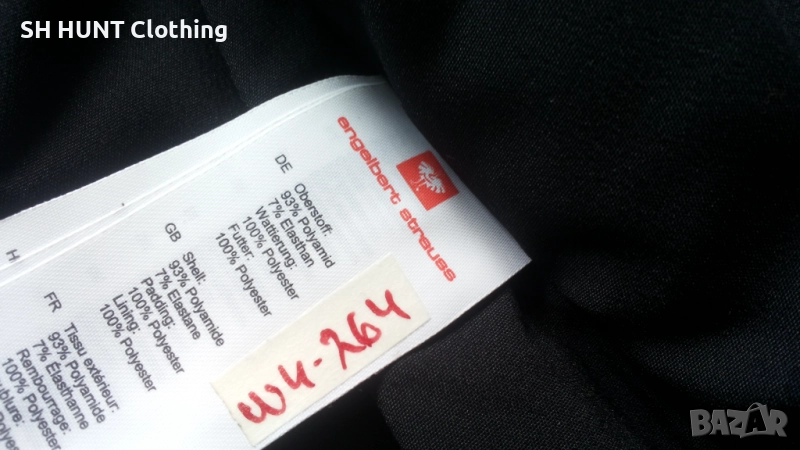 SH HUNT Clothing
engelbert strauss
DE
Oberstoff:
93% Polyamid
7% Elasthan
Wattierung:
100% Polyester
Futter:
100% Polyester
GB
Shell:
93% Polyamide
7% Elastane
Padding:
100% Polyester
Lining:
100% Polyester
FR
Tissu extérieur:
93% Polyamide
7% Elasthanne
Rembourrage:
100% Polyester
W4-264
BAZAR